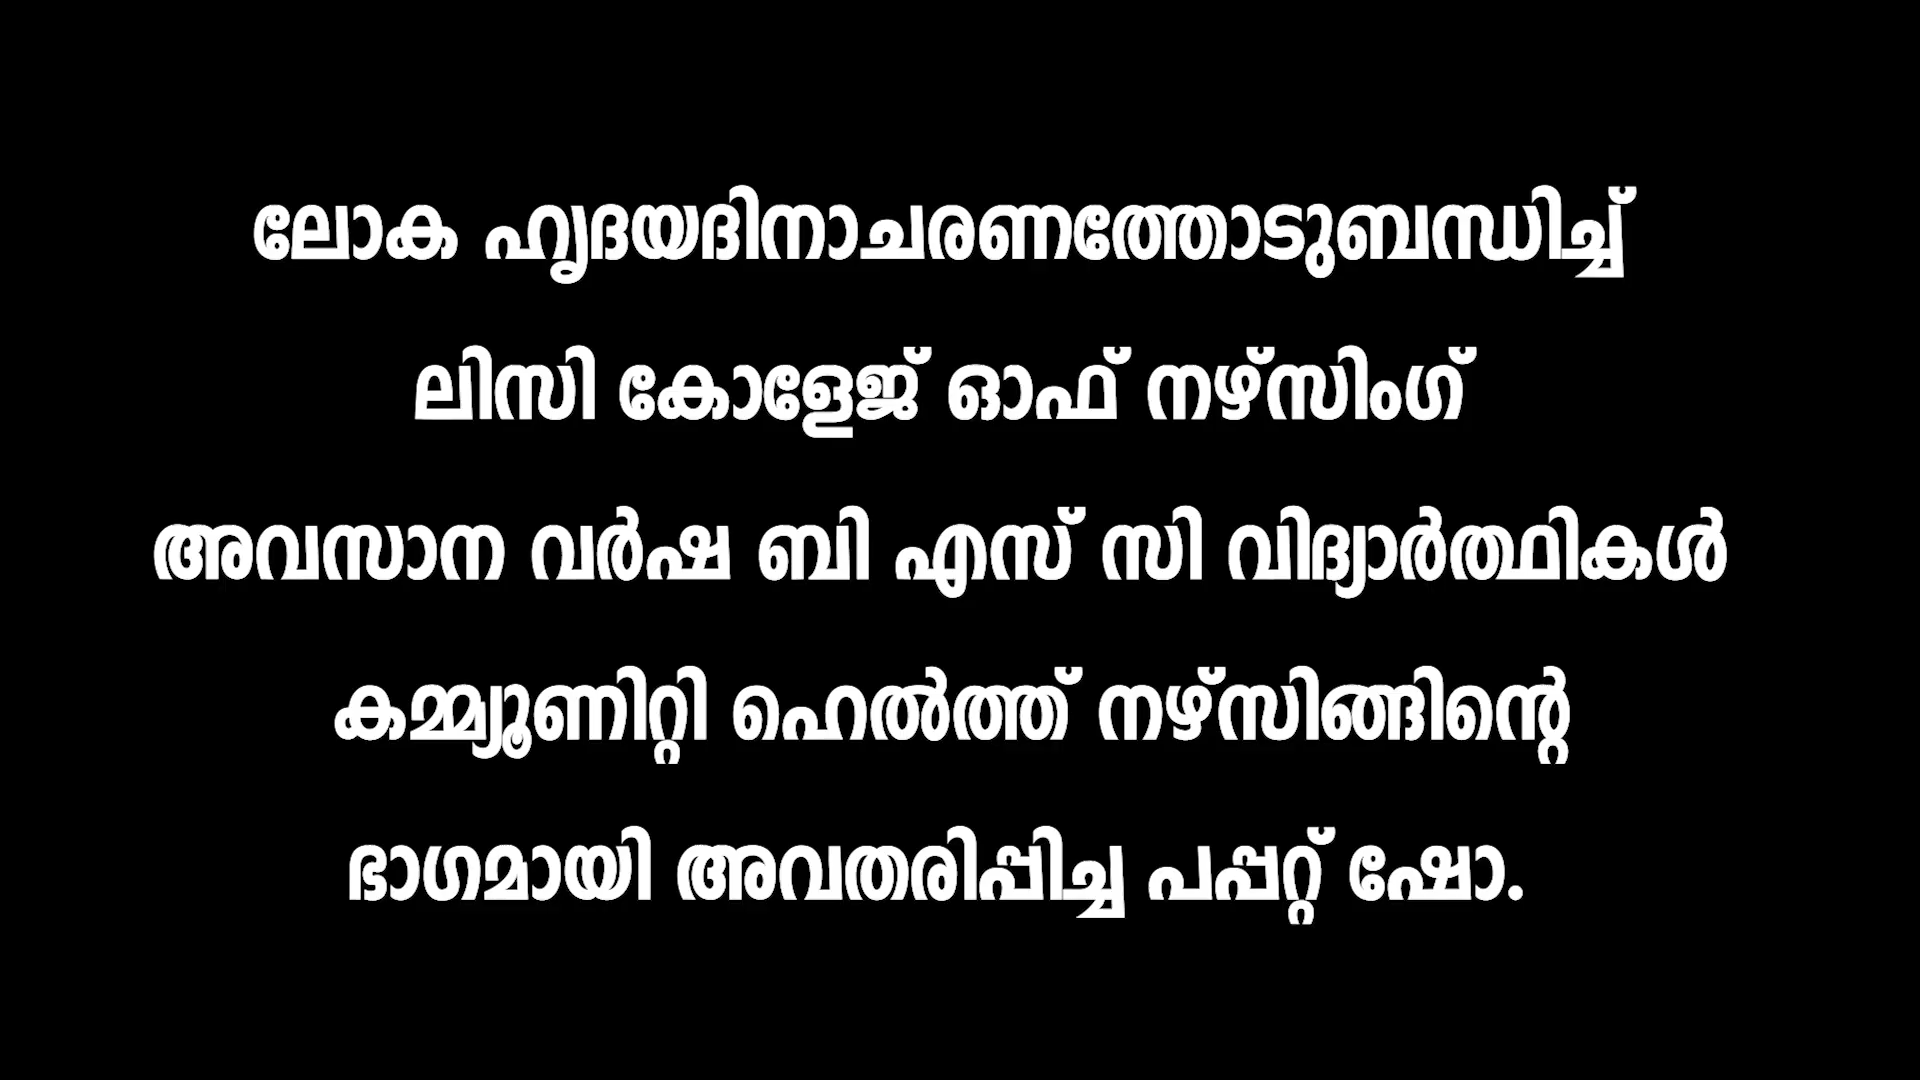 ലോക ഹൃദയദിനാചരണത്തോടുബന്ധിച്ച്
ലിസി കോളേജ് ഓഫ് നഴ്സിംഗ്
അവസാന വർഷ ബി എസ് സി വിദ്യാർത്ഥികൾ
കമ്മ്യൂണിറ്റി ഹെൽത്ത് നഴ്സിങ്ങിന്റെ
ഭാഗമായി അവതരിപ്പിച്ച പപ്പറ്റ് ഷോ.